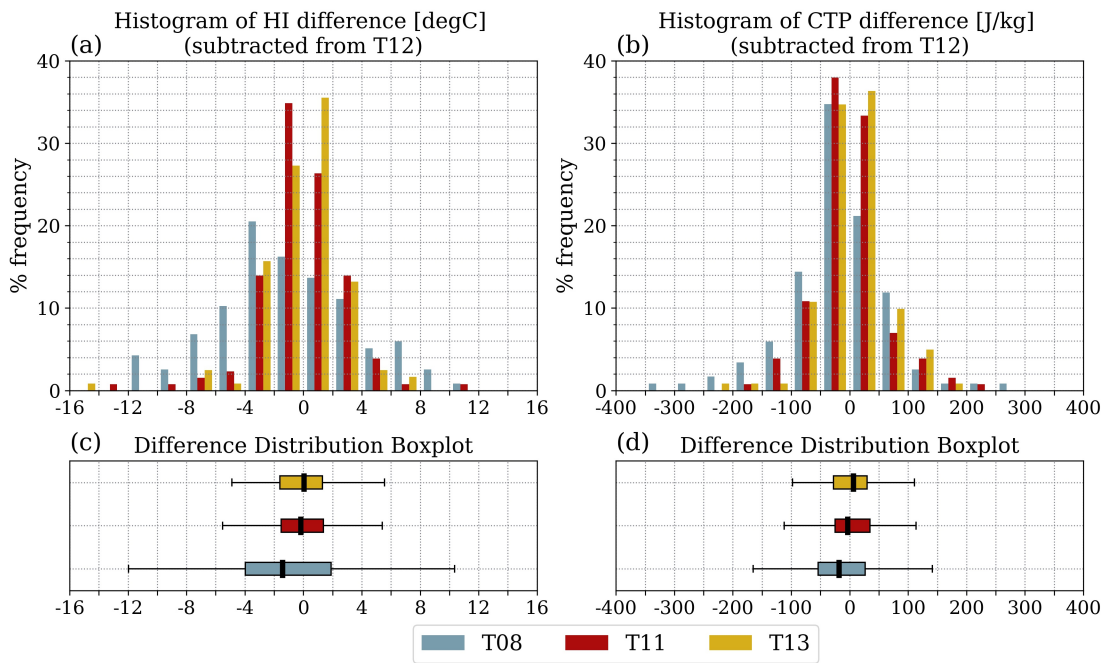 Histogram of HI difference [degC]
(subtracted from T12)
(a)
% frequency
40
30
20
10
0
-16 -12 -8 -4 0 4 8 12 16
Histogram of CTP difference [J/kg]
(subtracted from T12)
(b)
% frequency
40
30
20
10
0
-400 -300 -200 -100 0 100 200 300 400
(c) Difference Distribution Boxplot
-16 -12 -8 -4 0 4 8 12 16
(d) Difference Distribution Boxplot
-400 -300 -200 -100 0 100 200 300 400
T08 T11 T13